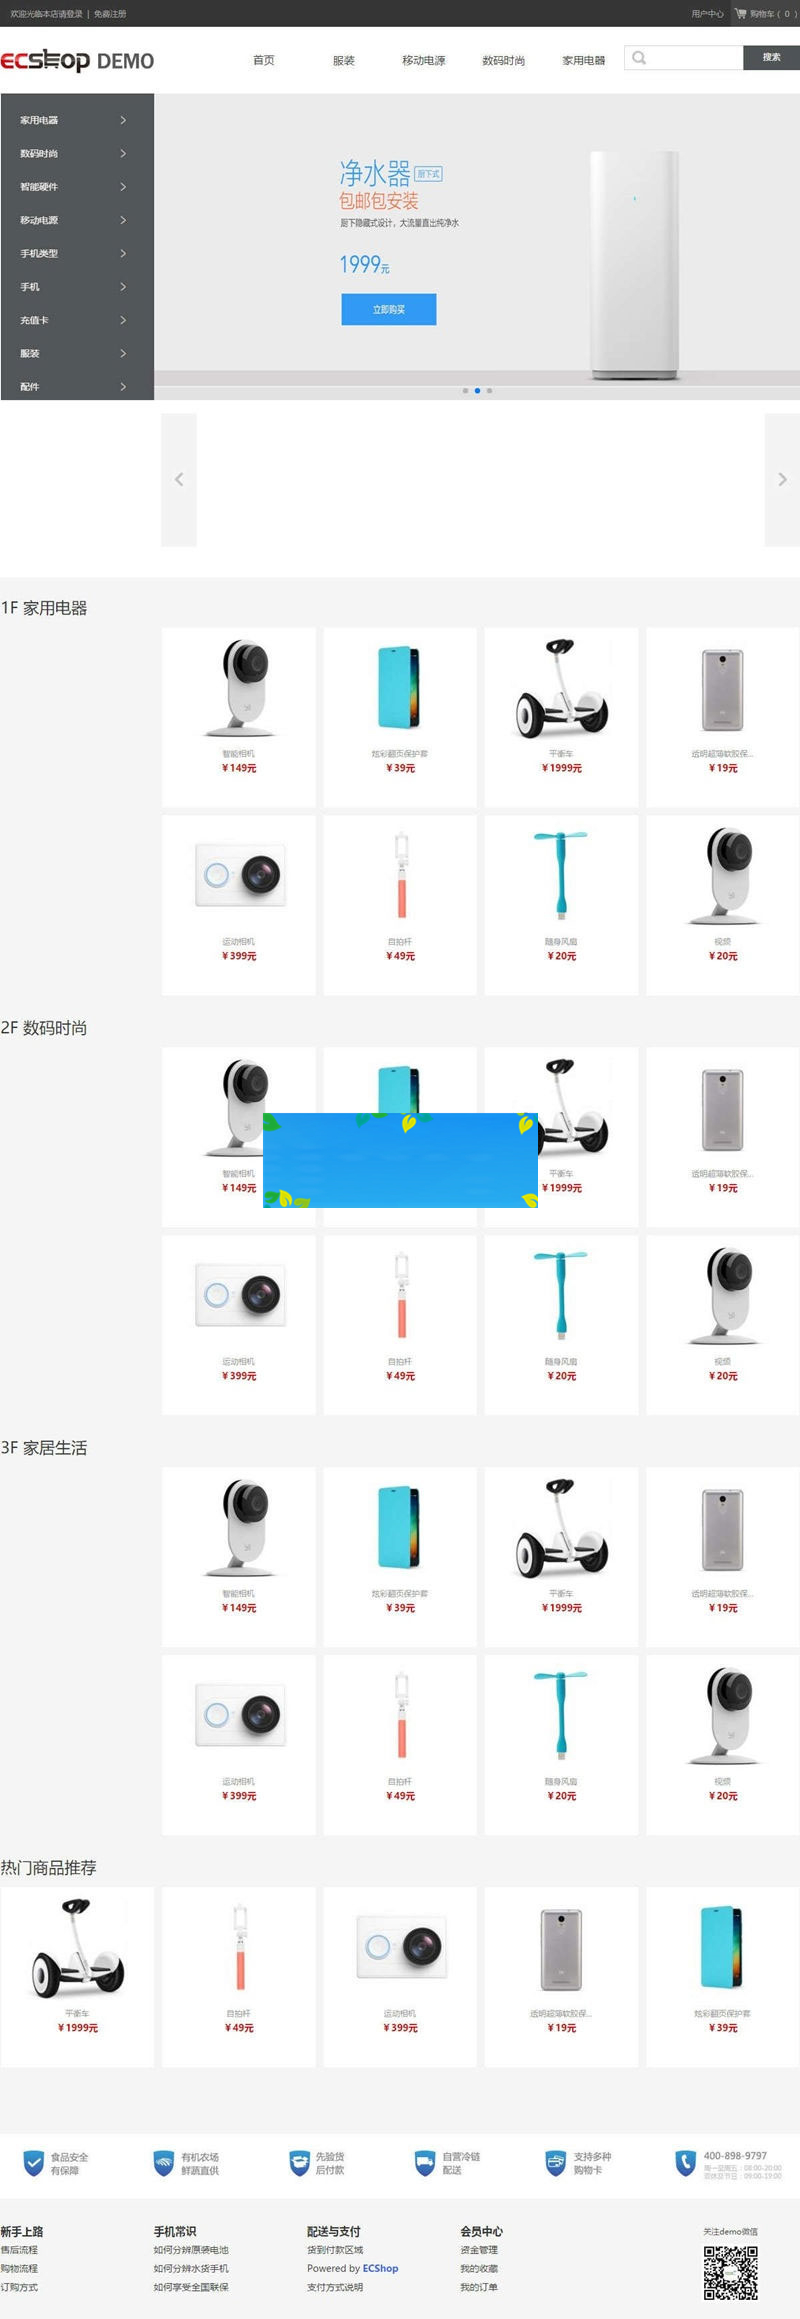 欢迎光临本店请登录 | 免费注册
用户中心
购物车 ( 0 )
ECShop DEMO
首页
服装
移动电源
数码时尚
家用电器
搜索
家用电器
数码时尚
智能硬件
移动电源
手机类型
手机
充值卡
服装
配件
净水器 厨下式
包邮包安装
厨下隐藏式设计，大流量直出纯净水
1999元
立即购买
1F 家用电器
智能相机
¥149元
炫彩翻页保护套
¥39元
平衡车
¥1999元
透明超薄软胶保...
¥19元
运动相机
¥399元
自拍杆
¥49元
随身风扇
¥20元
视频
¥20元
2F 数码时尚
智能相机
¥149元
平衡车
¥1999元
透明超薄软胶保...
¥19元
运动相机
¥399元
自拍杆
¥49元
随身风扇
¥20元
视频
¥20元
3F 家居生活
智能相机
¥149元
炫彩翻页保护套
¥39元
平衡车
¥1999元
透明超薄软胶保...
¥19元
运动相机
¥399元
自拍杆
¥49元
随身风扇
¥20元
视频
¥20元
热门商品推荐
平衡车
¥1999元
自拍杆
¥49元
运动相机
¥399元
透明超薄软胶保...
¥19元
炫彩翻页保护套
¥39元
食品安全
有保障
有机农场
鲜蔬直供
先验货
后付款
自营冷链
配送
支持多种
购物卡
400-898-9797
周一至周五：08:00-20:00
双休及节日：09:00-19:00
新手上路
售后流程
购物流程
订购方式
手机常识
如何分辨原装电池
如何分辨水货手机
如何享受全国联保
配送与支付
货到付款区域
Powered by ECShop
支付方式说明
会员中心
资金管理
我的收藏
我的订单
关注demo微信